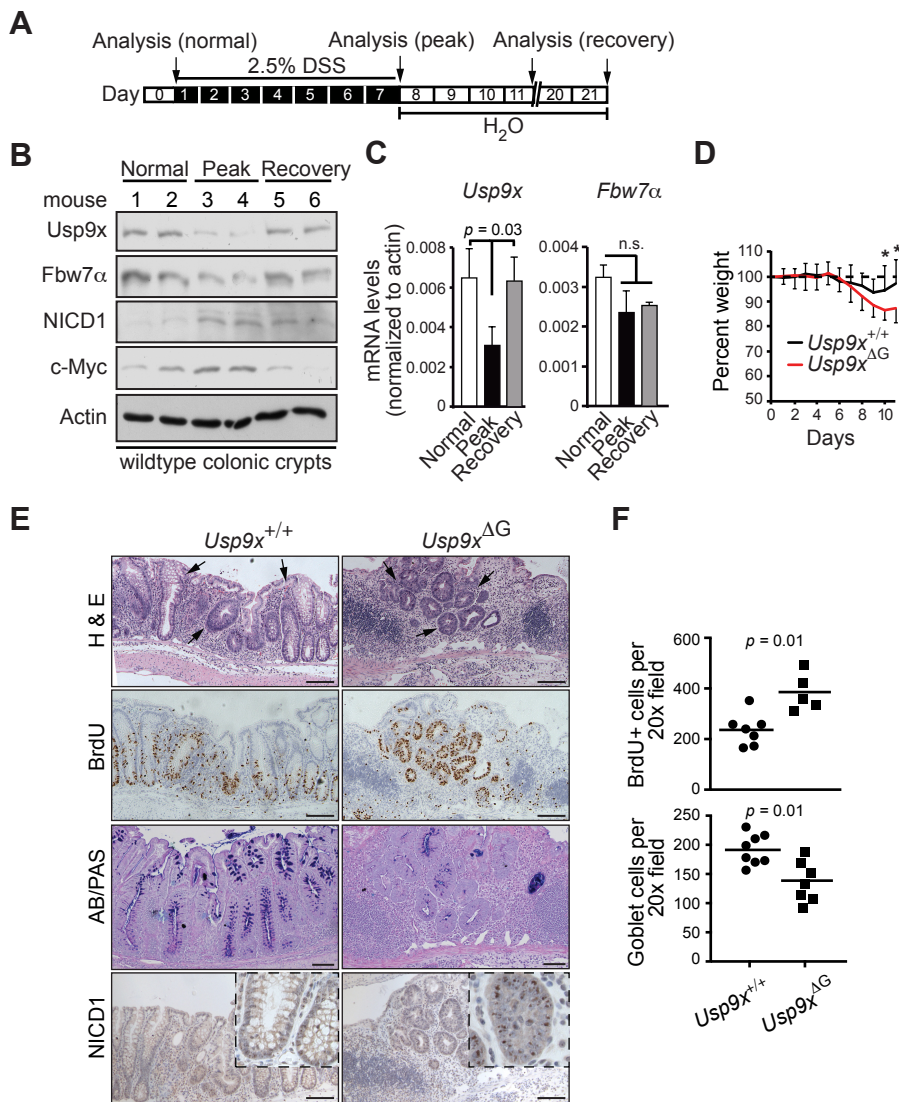 A
Analysis (normal) Analysis (peak) Analysis (recovery)
2.5% DSS
Day 0 1 2 3 4 5 6 7 8 9 10 11 20 21
H2O
B
Normal Peak Recovery
mouse 1 2 3 4 5 6
Usp9x
Fbw7α
NICD1
c-Myc
Actin
wildtype colonic crypts
C
Usp9x
Fbw7α
mRNA levels
(normalized to actin)
p = 0.03
0.008
0.006
0.004
0.002
0
Normal
Peak
Recovery
n.s.
0.004
0.003
0.002
0.001
0
Normal
Peak
Recovery
D
Percent weight
110
100
90
80
70
60
50
* *
Usp9x+/+
Usp9xΔG
0 2 4 6 8 10
Days
E
Usp9x+/+ Usp9xΔG
H & E
BrdU
AB/PAS
NICD1
F
BrdU+ cells per
20x field
600
400
200
0
p = 0.01
Goblet cells per
20x field
250
200
150
100
50
0
p = 0.01
Usp9x+/+
Usp9xΔG